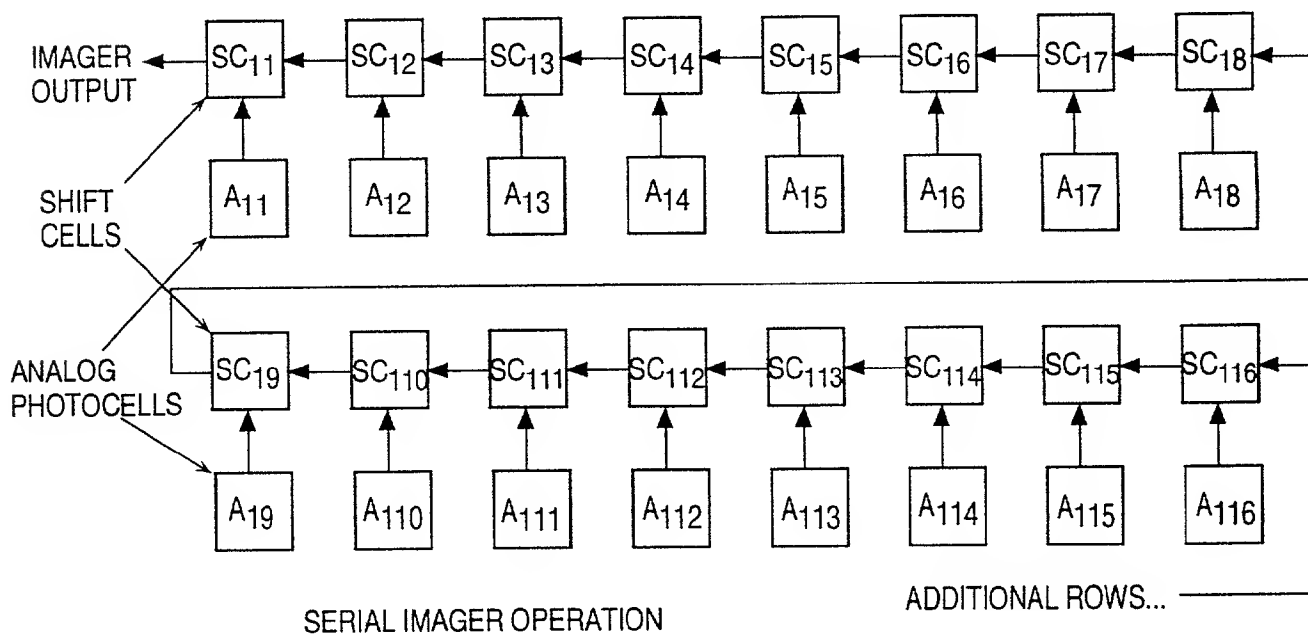 IMAGER
OUTPUT
SC11 SC12 SC13 SC14 SC15 SC16 SC17 SC18
A11 A12 A13 A14 A15 A16 A17 A18
SHIFT
CELLS
SC19 SC110 SC111 SC112 SC113 SC114 SC115 SC116
ANALOG
PHOTOCELLS
A19 A110 A111 A112 A113 A114 A115 A116
ADDITIONAL ROWS...
SERIAL IMAGER OPERATION